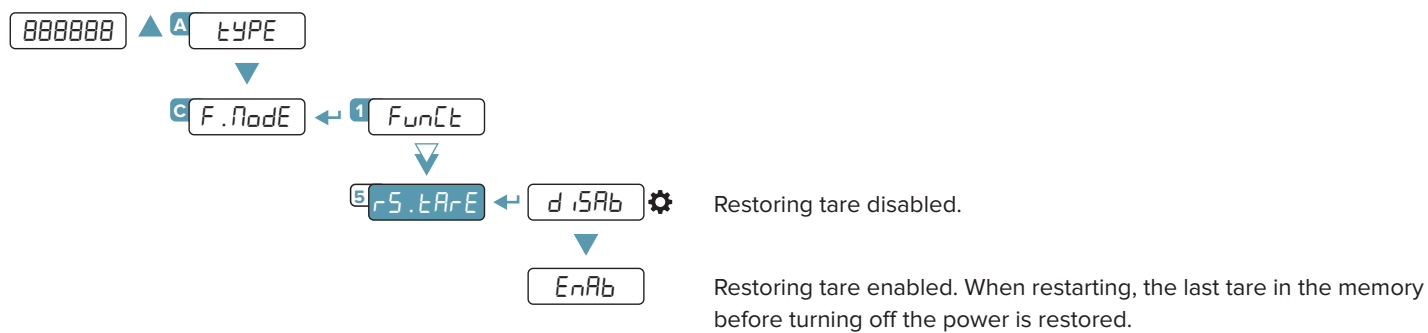 888888 A tYPE
C F.ModE 1 FunCt
5 rS.tArE diSAb Restoring tare disabled.
EnAb Restoring tare enabled. When restarting, the last tare in the memory
before turning off the power is restored.